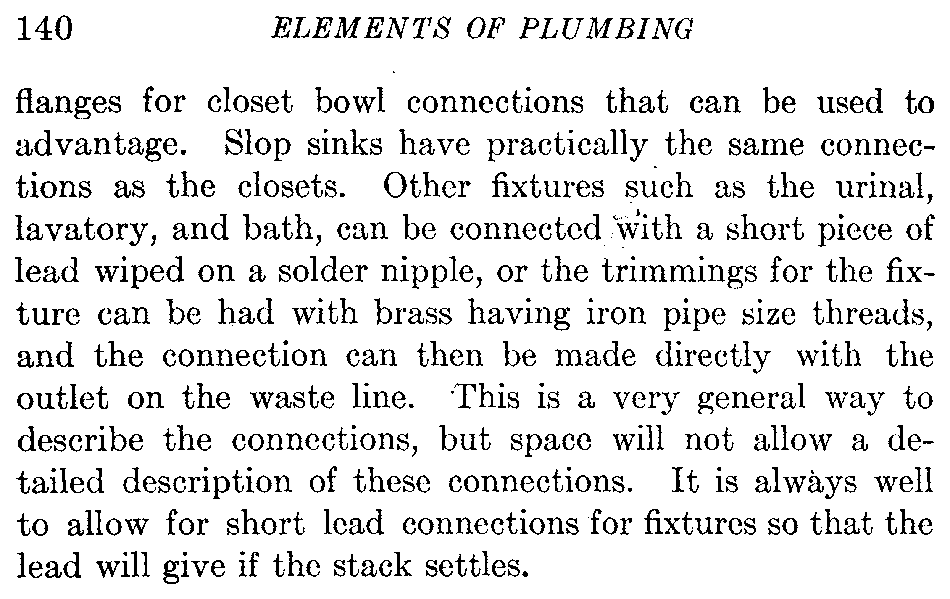 140 ELEMENTS OF PLUMBING
flanges for closet bowl connections that can be used to
advantage. Slop sinks have practically the same connec-
tions as the closets. Other fixtures such as the urinal,
lavatory, and bath, can be connected with a short piece of
lead wiped on a solder nipple, or the trimmings for the fix-
ture can be had with brass having iron pipe size threads,
and the connection can then be made directly with the
outlet on the waste line. This is a very general way to
describe the connections, but space will not allow a de-
tailed description of these connections. It is always well
to allow for short lead connections for fixtures so that the
lead will give if the stack settles.